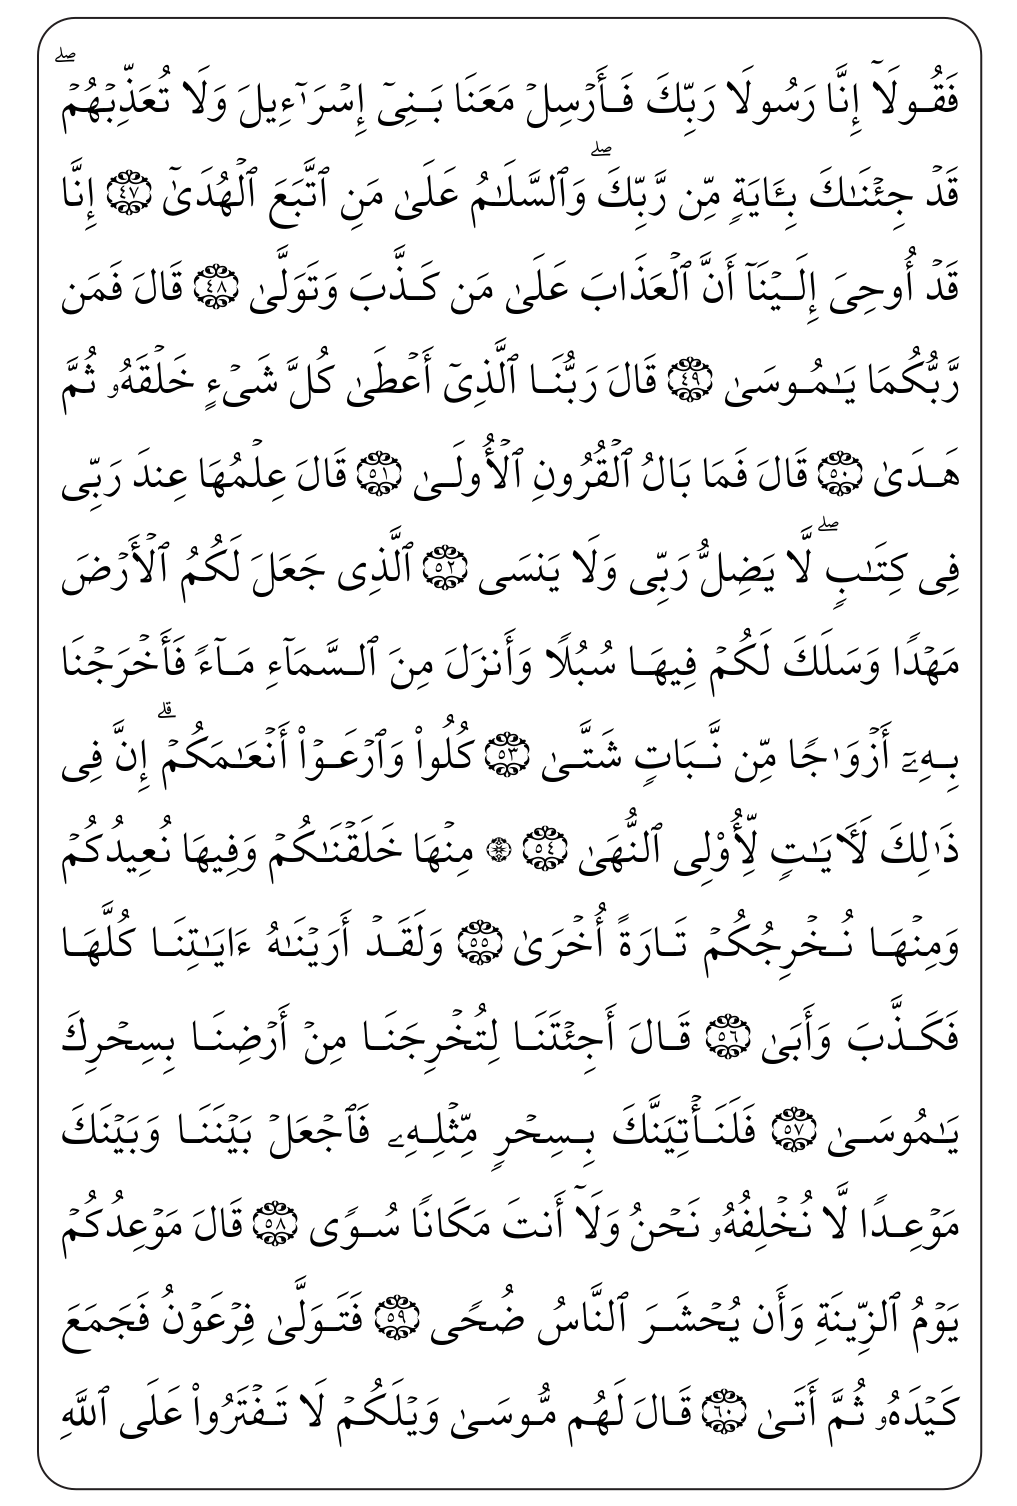 فَقُولَآ إِنَّا رَسُولَا رَبِّكَ فَأَرْسِلْ مَعَنَا بَنِىٓ إِسْرَٰٓءِيلَ وَلَا تُعَذِّبْهُمْ ۖ
قَدْ جِئْنَـٰكَ بِـَٔايَةٍ مِّن رَّبِّكَ ۖ وَٱلسَّلَـٰمُ عَلَىٰ مَنِ ٱتَّبَعَ ٱلْهُدَىٰٓ ٤٧ إِنَّا
قَدْ أُوحِىَ إِلَيْنَآ أَنَّ ٱلْعَذَابَ عَلَىٰ مَن كَذَّبَ وَتَوَلَّىٰ ٤٨ قَالَ فَمَن
رَّبُّكُمَا يَـٰمُوسَىٰ ٤٩ قَالَ رَبُّنَا ٱلَّذِىٓ أَعْطَىٰ كُلَّ شَىْءٍ خَلْقَهُۥ ثُمَّ
هَدَىٰ ٥٠ قَالَ فَمَا بَالُ ٱلْقُرُونِ ٱلْأُولَىٰ ٥١ قَالَ عِلْمُهَا عِندَ رَبِّى
فِى كِتَـٰبٍ ۖ لَّا يَضِلُّ رَبِّى وَلَا يَنسَى ٥٢ ٱلَّذِى جَعَلَ لَكُمُ ٱلْأَرْضَ
مَهْدًا وَسَلَكَ لَكُمْ فِيهَا سُبُلًا وَأَنزَلَ مِنَ ٱلسَّمَآءِ مَآءً فَأَخْرَجْنَا
بِهِۦٓ أَزْوَٰجًا مِّن نَّبَاتٍ شَتَّىٰ ٥٣ كُلُوا۟ وَٱرْعَوْا۟ أَنْعَـٰمَكُمْ ۗ إِنَّ فِى
ذَٰلِكَ لَـَٔايَـٰتٍ لِّأُو۟لِى ٱلنُّهَىٰ ٥٤ ۞ مِنْهَا خَلَقْنَـٰكُمْ وَفِيهَا نُعِيدُكُمْ
وَمِنْهَا نُخْرِجُكُمْ تَارَةً أُخْرَىٰ ٥٥ وَلَقَدْ أَرَيْنَـٰهُ ءَايَـٰتِنَا كُلَّهَا
فَكَذَّبَ وَأَبَىٰ ٥٦ قَالَ أَجِئْتَنَا لِتُخْرِجَنَا مِنْ أَرْضِنَا بِسِحْرِكَ
يَـٰمُوسَىٰ ٥٧ فَلَنَأْتِيَنَّكَ بِسِحْرٍ مِّثْلِهِۦ فَٱجْعَلْ بَيْنَنَا وَبَيْنَكَ
مَوْعِدًا لَّا نُخْلِفُهُۥ نَحْنُ وَلَآ أَنتَ مَكَانًا سُوًى ٥٨ قَالَ مَوْعِدُكُمْ
يَوْمُ ٱلزِّينَةِ وَأَن يُحْشَرَ ٱلنَّاسُ ضُحًى ٥٩ فَتَوَلَّىٰ فِرْعَوْنُ فَجَمَعَ
كَيْدَهُۥ ثُمَّ أَتَىٰ ٦٠ قَالَ لَهُم مُّوسَىٰ وَيْلَكُمْ لَا تَفْتَرُوا۟ عَلَى ٱللَّهِ